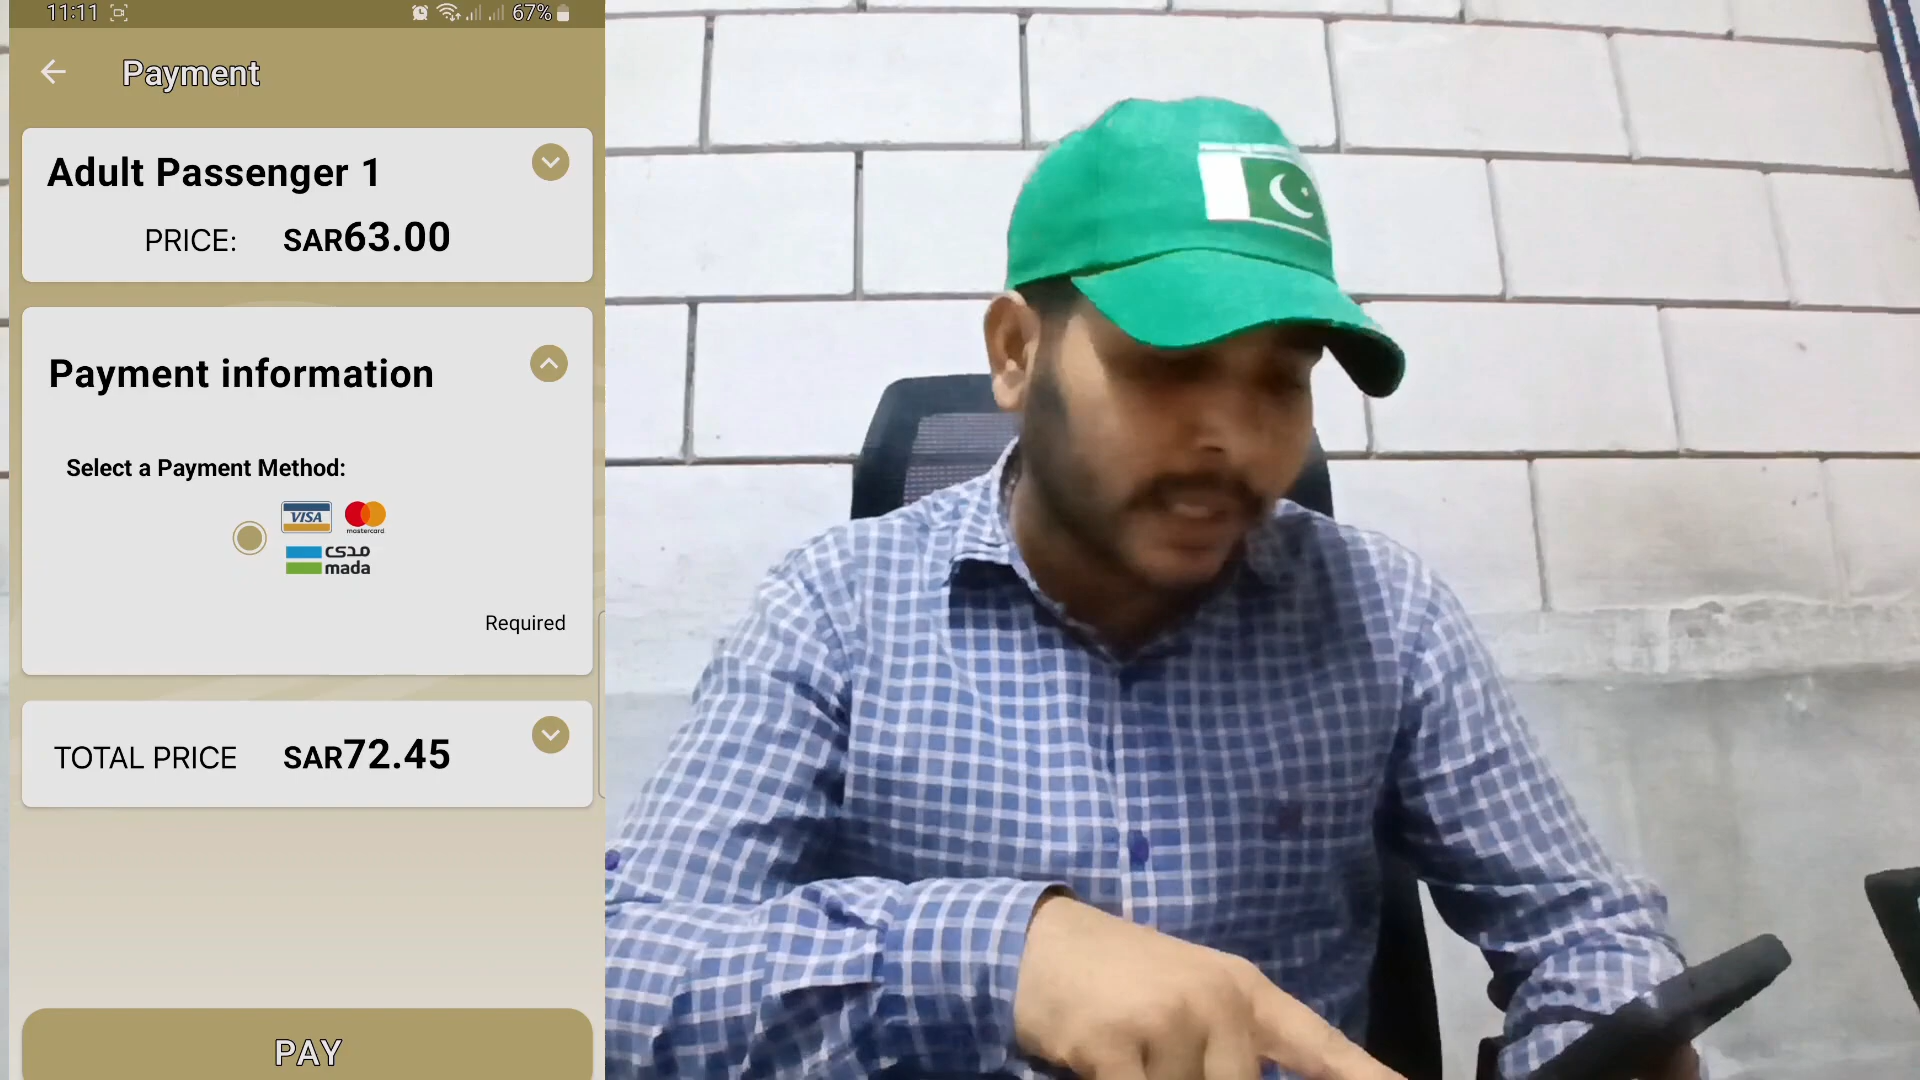 11:11 67%
Payment
Adult Passenger 1
PRICE: SAR63.00
Payment information
Select a Payment Method:
VISA mastercard
مدى
mada
Required
TOTAL PRICE SAR72.45
PAY